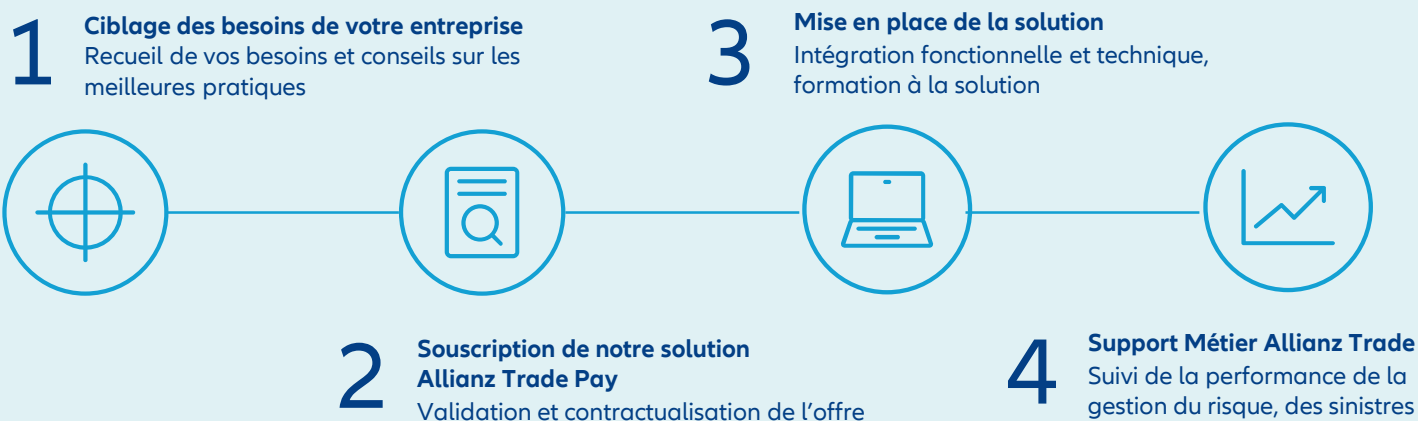 1
Ciblage des besoins de votre entreprise
Recueil de vos besoins et conseils sur les
meilleures pratiques
2
Souscription de notre solution
Allianz Trade Pay
Validation et contractualisation de l’offre
3
Mise en place de la solution
Intégration fonctionnelle et technique,
formation à la solution
4
Support Métier Allianz Trade
Suivi de la performance de la
gestion du risque, des sinistres